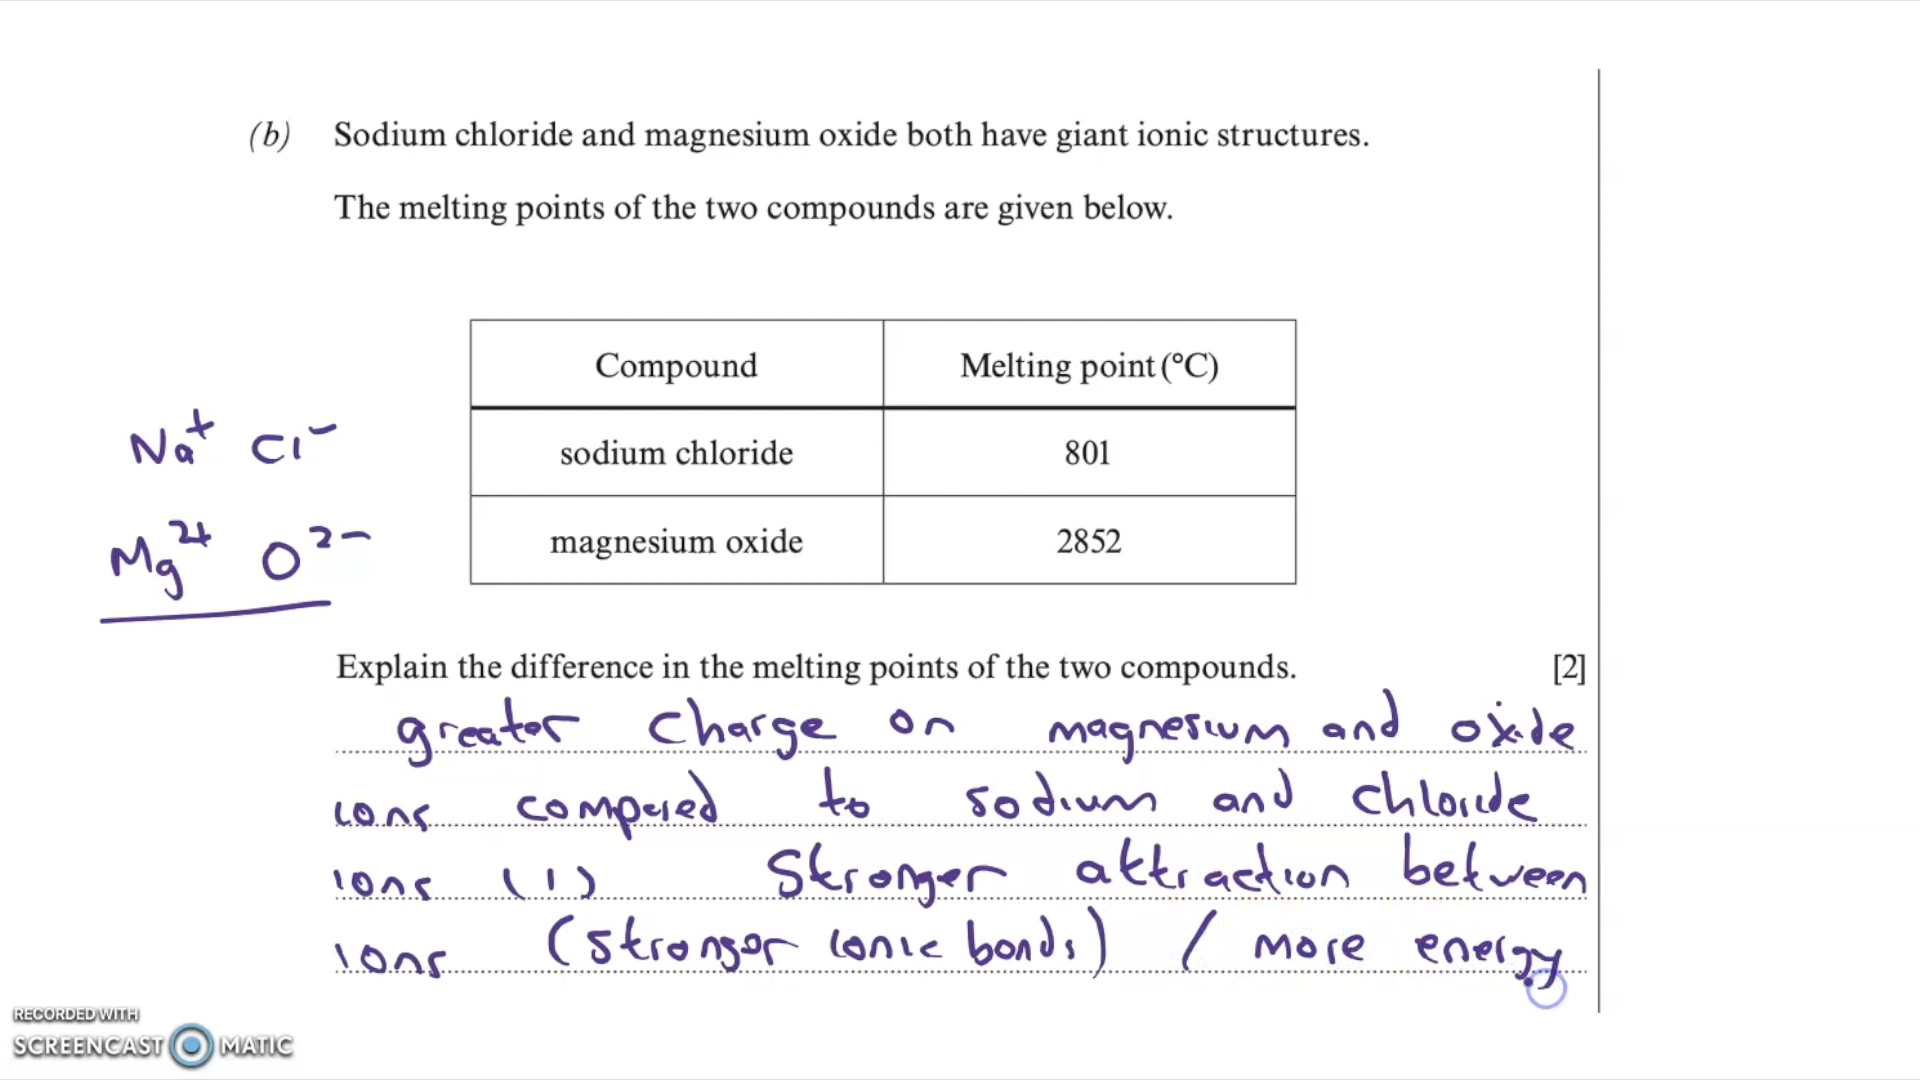 (b) Sodium chloride and magnesium oxide both have giant ionic structures.
The melting points of the two compounds are given below.
Compound Melting point (°C)
sodium chloride 801
magnesium oxide 2852
Na⁺ Cl⁻
Mg²⁺ O²⁻
Explain the difference in the melting points of the two compounds. [2]
greater charge on magnesium and oxide
ions compared to sodium and chloride
ions (1) Stronger attraction between
ions (stronger ionic bonds) / more energy
RECORDED WITH
SCREENCAST MATIC